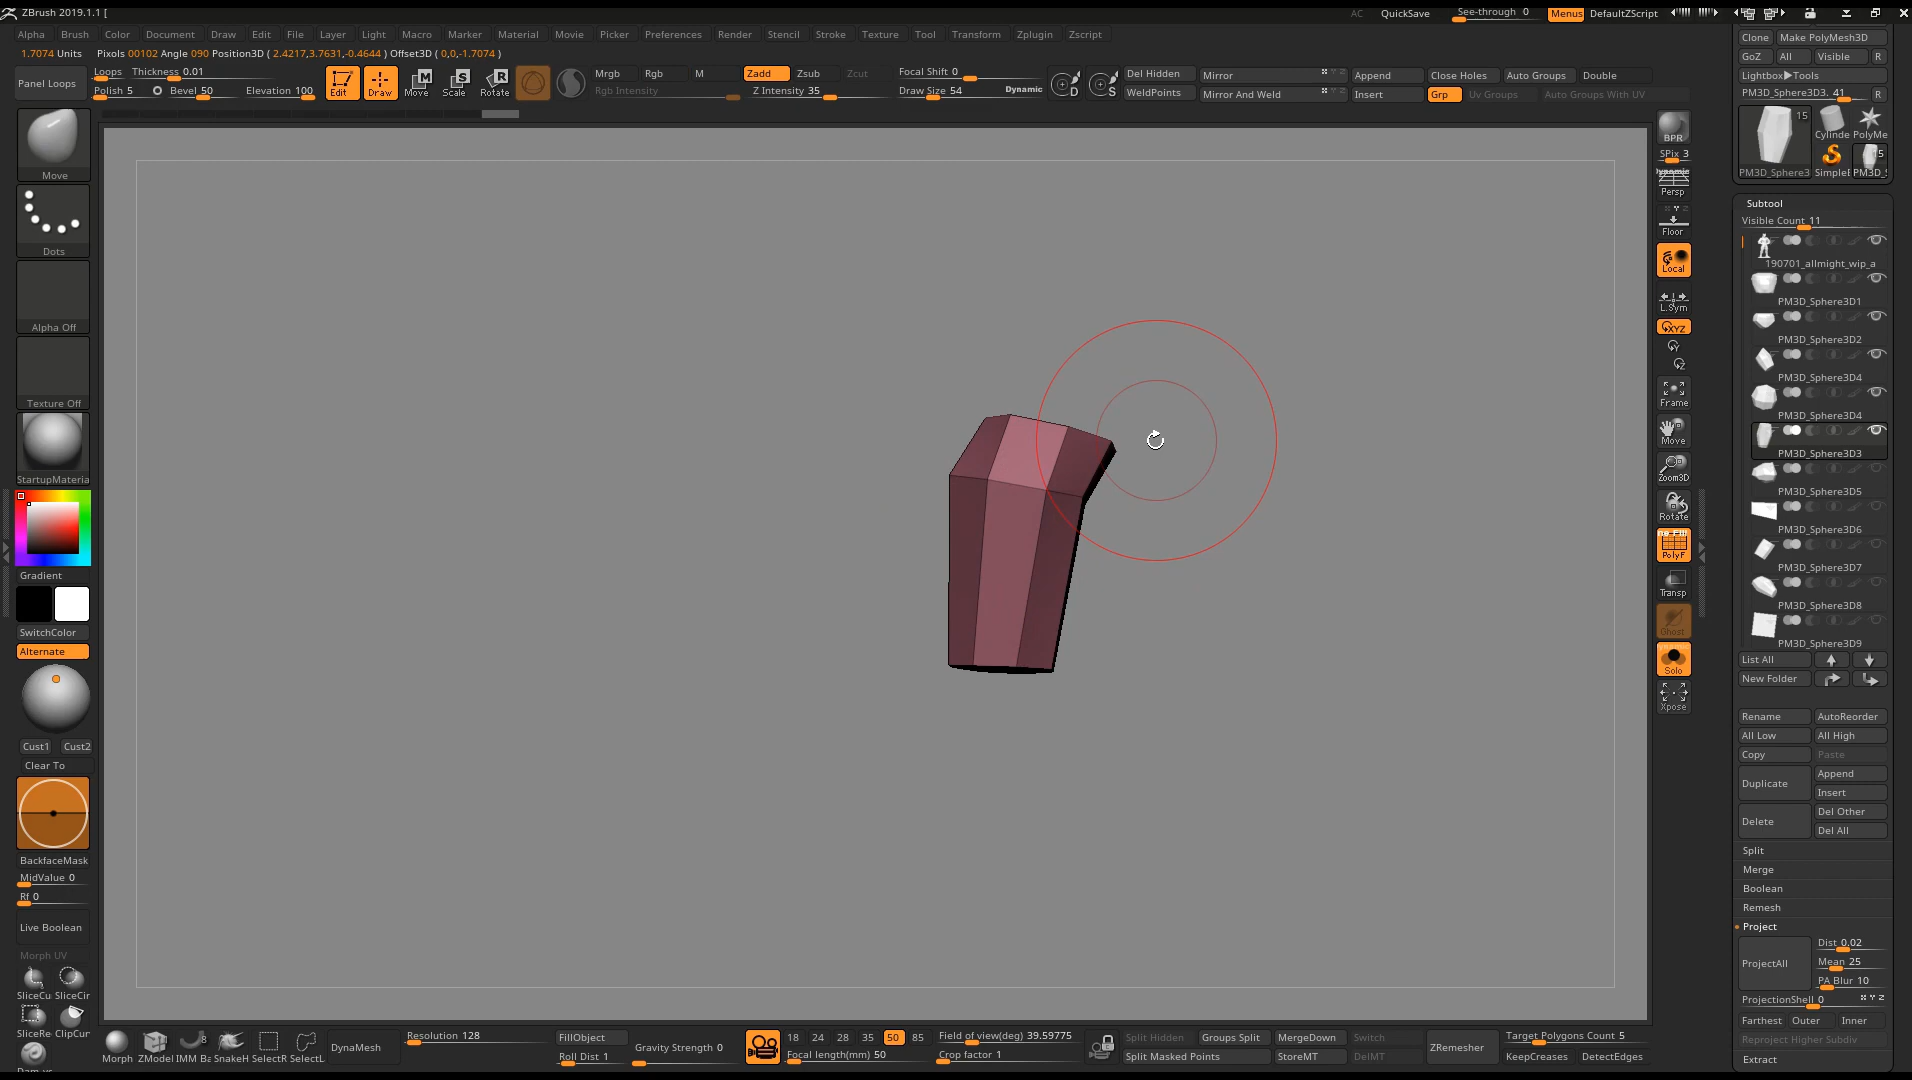 ZBrush 2019.1.1 [
AC QuickSave See-through 0 Menus DefaultZScript
Alpha Brush Color Document Draw Edit File Layer Light Macro Marker Material Movie Picker Preferences Render Stencil Stroke Texture Tool Transform Zplugin Zscript
1.7074 Units Pixols 00102 Angle 090 Position3D ( 2.4217,3.7631,-0.4644 ) Offset3D ( 0,0,-1.7074 )
Panel Loops
Loops Thickness 0.01
Polish 5 Bevel 50 Elevation 100
Edit Draw Move Scale Rotate
Mrgb Rgb M Zadd Zsub Zcut
Rgb Intensity Z Intensity 35
Focal Shift 0
Draw Size 54 Dynamic
D S
Del Hidden Mirror Append Close Holes Auto Groups Double
WeldPoints Mirror And Weld Insert Grp Uv Groups Auto Groups With UV
Clone Make PolyMesh3D
GoZ All Visible R
Lightbox▶Tools
PM3D_Sphere3D3. 41 R
15
Cylinde PolyMe
15
PM3D_Sphere3 SimpleE PM3D_S
Move
Dots
Alpha Off
Texture Off
StartupMateria
Gradient
SwitchColor
Alternate
Cust1 Cust2
Clear To
BackfaceMask
MidValue 0
Rf 0
Live Boolean
Morph UV
SliceCu SliceCir
SliceRe ClipCur
BPR
SPix 3
Dynamic
Persp
Floor
Local
L.Sym
XYZ
Y
Z
Frame
Move
Zoom3D
Rotate
PolyF
Transp
Ghost
Solo
Xpose
Subtool
Visible Count 11
190701_allmight_wip_a
PM3D_Sphere3D1
PM3D_Sphere3D2
PM3D_Sphere3D4
PM3D_Sphere3D4
PM3D_Sphere3D3
PM3D_Sphere3D5
PM3D_Sphere3D6
PM3D_Sphere3D7
PM3D_Sphere3D8
PM3D_Sphere3D9
List All
New Folder
Rename AutoReorder
All Low All High
Copy Paste
Duplicate Append
Insert
Delete Del Other
Del All
Split
Merge
Boolean
Remesh
Project
ProjectAll Dist 0.02
Mean 25
PA Blur 10
ProjectionShell 0 X Y Z
Farthest Outer Inner
Reproject Higher Subdiv
Extract
Morph ZModel IMM Ba SnakeH SelectR SelectL
8
DynaMesh
Resolution 128
FillObject
Roll Dist 1
Gravity Strength 0
18 24 28 35 50 85
Focal length(mm) 50
Field of view(deg) 39.59775
Crop factor 1
Split Hidden Groups Split MergeDown Switch
Split Masked Points StoreMT DelMT
ZRemesher
Target Polygons Count 5
KeepCreases DetectEdges